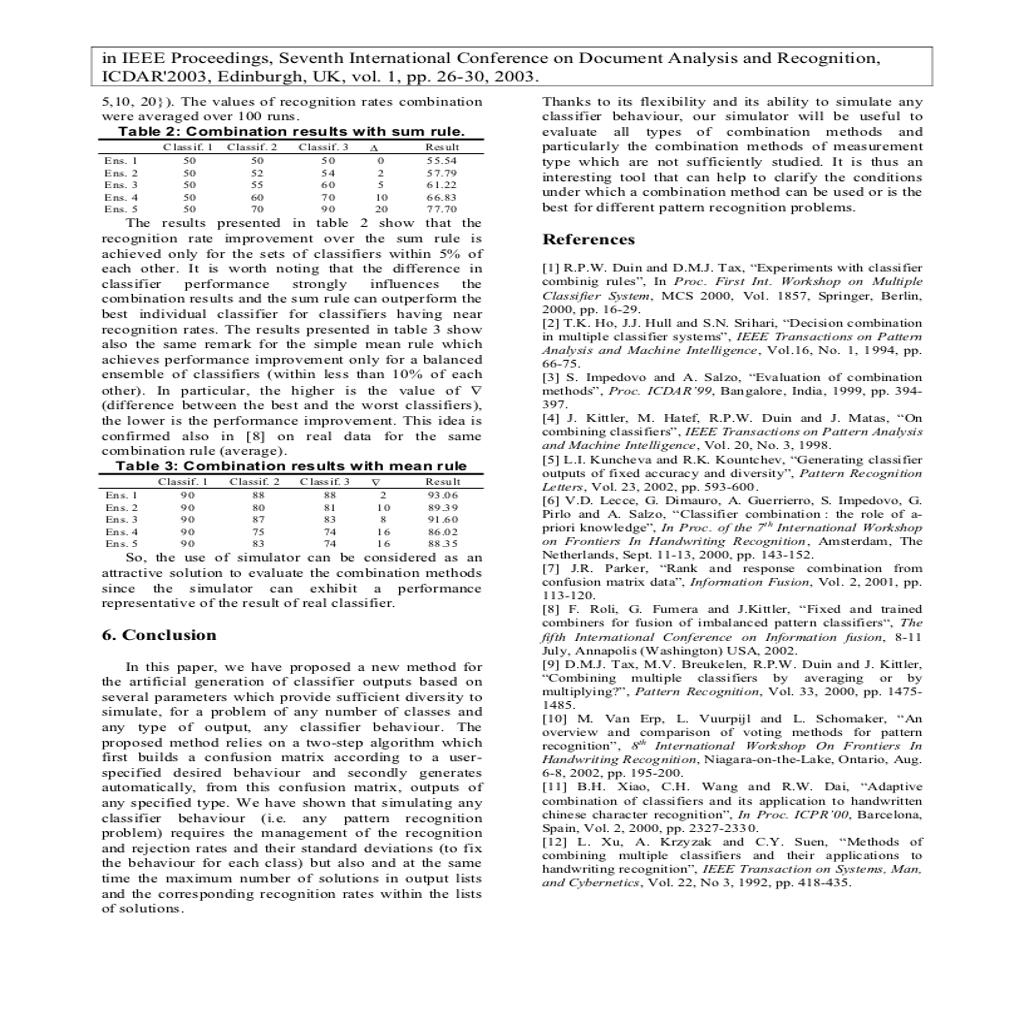 in IEEE Proceedings, Seventh International Conference on Document Analysis and Recognition,
ICDAR'2003, Edinburgh, UK, vol. 1, pp. 26-30, 2003.
5,10, 20}). The values of recognition rates combination
were averaged over 100 runs.
Table 2: Combination results with sum rule.
Classif. 1 Classif. 2 Classif. 3 Δ Result
Ens. 1 50 50 50 0 55.54
Ens. 2 50 52 54 2 57.79
Ens. 3 50 55 60 5 61.22
Ens. 4 50 60 70 10 66.83
Ens. 5 50 70 90 20 77.70
The results presented in table 2 show that the
recognition rate improvement over the sum rule is
achieved only for the sets of classifiers within 5% of
each other. It is worth noting that the difference in
classifier performance strongly influences the
combination results and the sum rule can outperform the
best individual classifier for classifiers having near
recognition rates. The results presented in table 3 show
also the same remark for the simple mean rule which
achieves performance improvement only for a balanced
ensemble of classifiers (within less than 10% of each
other). In particular, the higher is the value of ∇
(difference between the best and the worst classifiers),
the lower is the performance improvement. This idea is
confirmed also in [8] on real data for the same
combination rule (average).
Table 3: Combination results with mean rule
Classif. 1 Classif. 2 Classif. 3 ∇ Result
Ens. 1 90 88 88 2 93.06
Ens. 2 90 80 81 10 89.39
Ens. 3 90 87 83 8 91.60
Ens. 4 90 75 74 16 86.02
Ens. 5 90 83 74 16 88.35
So, the use of simulator can be considered as an
attractive solution to evaluate the combination methods
since the simulator can exhibit a performance
representative of the result of real classifier.
6. Conclusion
In this paper, we have proposed a new method for
the artificial generation of classifier outputs based on
several parameters which provide sufficient diversity to
simulate, for a problem of any number of classes and
any type of output, any classifier behaviour. The
proposed method relies on a two-step algorithm which
first builds a confusion matrix according to a user-
specified desired behaviour and secondly generates
automatically, from this confusion matrix, outputs of
any specified type. We have shown that simulating any
classifier behaviour (i.e. any pattern recognition
problem) requires the management of the recognition
and rejection rates and their standard deviations (to fix
the behaviour for each class) but also and at the same
time the maximum number of solutions in output lists
and the corresponding recognition rates within the lists
of solutions.
Thanks to its flexibility and its ability to simulate any
classifier behaviour, our simulator will be useful to
evaluate all types of combination methods and
particularly the combination methods of measurement
type which are not sufficiently studied. It is thus an
interesting tool that can help to clarify the conditions
under which a combination method can be used or is the
best for different pattern recognition problems.
References
[1] R.P.W. Duin and D.M.J. Tax, “Experiments with classifier
combinig rules”, In Proc. First Int. Workshop on Multiple
Classifier System, MCS 2000, Vol. 1857, Springer, Berlin,
2000, pp. 16-29.
[2] T.K. Ho, J.J. Hull and S.N. Srihari, “Decision combination
in multiple classifier systems”, IEEE Transactions on Pattern
Analysis and Machine Intelligence, Vol.16, No. 1, 1994, pp.
66-75.
[3] S. Impedovo and A. Salzo, “Evaluation of combination
methods”, Proc. ICDAR’99, Bangalore, India, 1999, pp. 394-
397.
[4] J. Kittler, M. Hatef, R.P.W. Duin and J. Matas, “On
combining classifiers”, IEEE Transactions on Pattern Analysis
and Machine Intelligence, Vol. 20, No. 3, 1998.
[5] L.I. Kuncheva and R.K. Kountchev, “Generating classifier
outputs of fixed accuracy and diversity”, Pattern Recognition
Letters, Vol. 23, 2002, pp. 593-600.
[6] V.D. Lecce, G. Dimauro, A. Guerrierro, S. Impedovo, G.
Pirlo and A. Salzo, “Classifier combination : the role of a-
priori knowledge”, In Proc. of the 7th International Workshop
on Frontiers In Handwriting Recognition, Amsterdam, The
Netherlands, Sept. 11-13, 2000, pp. 143-152.
[7] J.R. Parker, “Rank and response combination from
confusion matrix data”, Information Fusion, Vol. 2, 2001, pp.
113-120.
[8] F. Roli, G. Fumera and J.Kittler, “Fixed and trained
combiners for fusion of imbalanced pattern classifiers“, The
fifth International Conference on Information fusion, 8-11
July, Annapolis (Washington) USA, 2002.
[9] D.M.J. Tax, M.V. Breukelen, R.P.W. Duin and J. Kittler,
“Combining multiple classifiers by averaging or by
multiplying?”, Pattern Recognition, Vol. 33, 2000, pp. 1475-
1485.
[10] M. Van Erp, L. Vuurpijl and L. Schomaker, “An
overview and comparison of voting methods for pattern
recognition”, 8th International Workshop On Frontiers In
Handwriting Recognition, Niagara-on-the-Lake, Ontario, Aug.
6-8, 2002, pp. 195-200.
[11] B.H. Xiao, C.H. Wang and R.W. Dai, “Adaptive
combination of classifiers and its application to handwritten
chinese character recognition”, In Proc. ICPR’00, Barcelona,
Spain, Vol. 2, 2000, pp. 2327-2330.
[12] L. Xu, A. Krzyzak and C.Y. Suen, “Methods of
combining multiple classifiers and their applications to
handwriting recognition”, IEEE Transaction on Systems, Man,
and Cybernetics, Vol. 22, No 3, 1992, pp. 418-435.